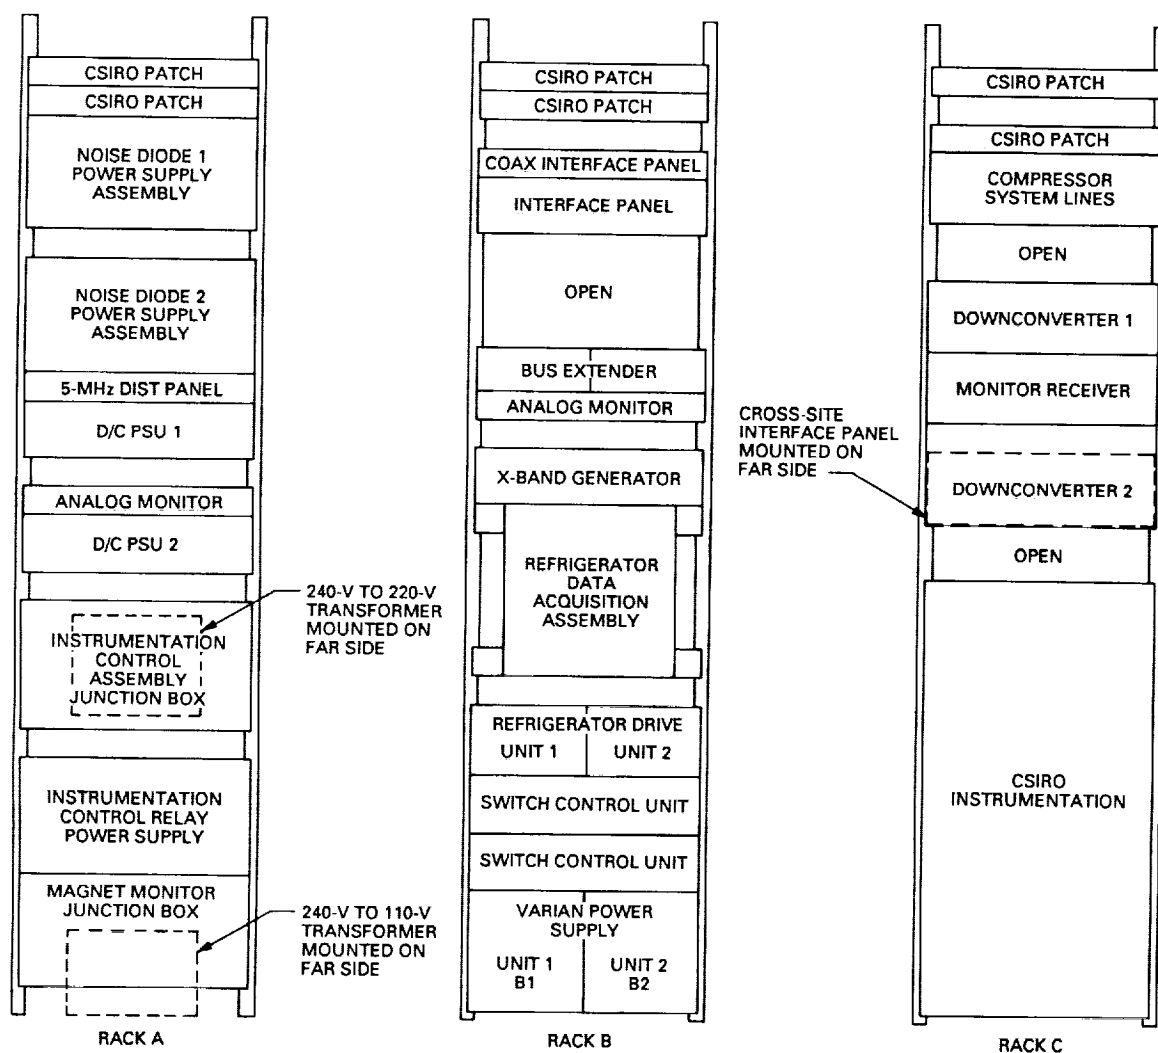 CSIRO PATCH
CSIRO PATCH
NOISE DIODE 1
POWER SUPPLY
ASSEMBLY
NOISE DIODE 2
POWER SUPPLY
ASSEMBLY
5-MHz DIST PANEL
D/C PSU 1
ANALOG MONITOR
D/C PSU 2
INSTRUMENTATION
CONTROL
ASSEMBLY
JUNCTION BOX
240-V TO 220-V
TRANSFORMER
MOUNTED ON
FAR SIDE
INSTRUMENTATION
CONTROL RELAY
POWER SUPPLY
MAGNET MONITOR
JUNCTION BOX
240-V TO 110-V
TRANSFORMER
MOUNTED ON
FAR SIDE
RACK A
CSIRO PATCH
CSIRO PATCH
COAX INTERFACE PANEL
INTERFACE PANEL
OPEN
BUS EXTENDER
ANALOG MONITOR
X-BAND GENERATOR
REFRIGERATOR
DATA
ACQUISITION
ASSEMBLY
REFRIGERATOR DRIVE
UNIT 1 UNIT 2
SWITCH CONTROL UNIT
SWITCH CONTROL UNIT
VARIAN POWER
SUPPLY
UNIT 1 UNIT 2
B1 B2
RACK B
CSIRO PATCH
CSIRO PATCH
COMPRESSOR
SYSTEM LINES
OPEN
DOWNCONVERTER 1
MONITOR RECEIVER
CROSS-SITE
INTERFACE PANEL
MOUNTED ON
FAR SIDE
DOWNCONVERTER 2
OPEN
CSIRO
INSTRUMENTATION
RACK C